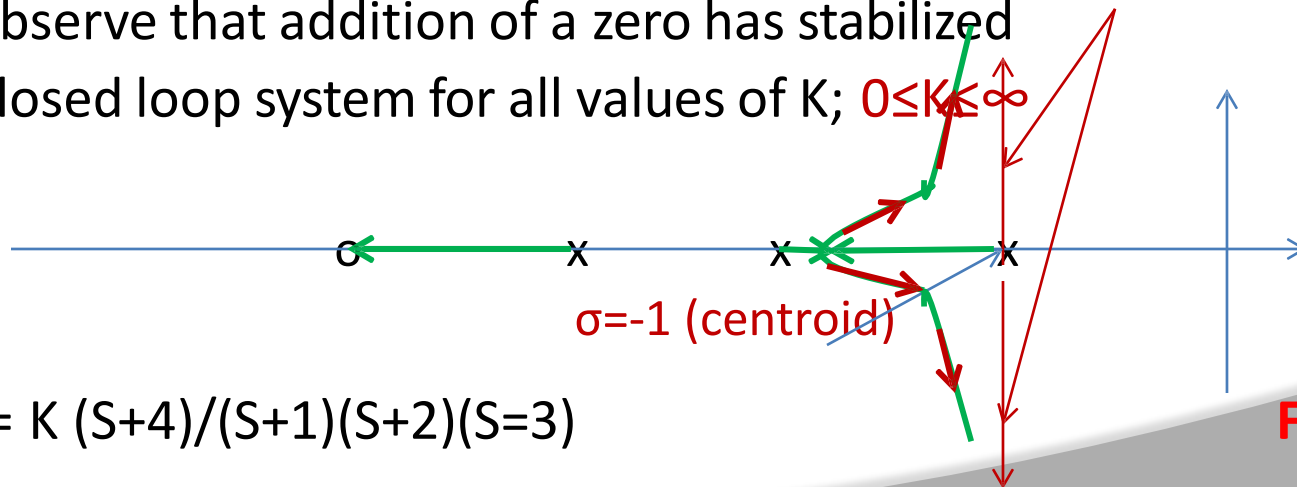 bserve that addition of a zero has stabilized
losed loop system for all values of K; 0≤K≤∞
o x x x
σ=-1 (centroid)
= K (S+4)/(S+1)(S+2)(S=3)
F